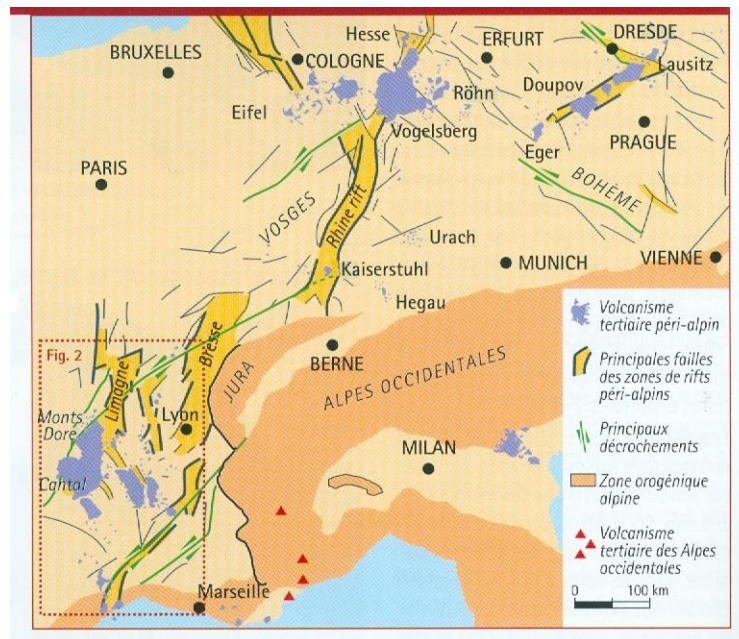 Hesse
ERFURT
DRESDE
BRUXELLES
COLOGNE
Lausitz
Röhn
Doupov
Eifel
Vogelsberg
PRAGUE
Eger
PARIS
BOHÊME
VOSGES
Rhine rift
Urach
Kaiserstuhl
MUNICH
VIENNE
Hegau
Fig. 2
Bresse
BERNE
JURA
ALPES OCCIDENTALES
Limagne
Monts
Dore
Lyon
MILAN
Cantal
Marseille
Volcanisme
tertiaire péri-alpin
Principales failles
des zones de rifts
péri-alpins
Principaux
décrochements
Zone orogénique
alpine
Volcanisme
tertiaire des Alpes
occidentales
0 100 km